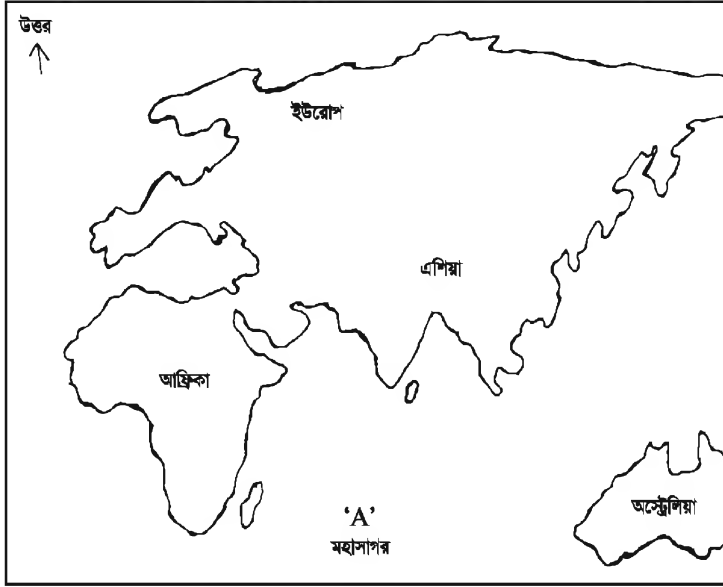 উত্তর
ইউরোপ
এশিয়া
আফ্রিকা
অস্ট্রেলিয়া
‘A’
মহাসাগর